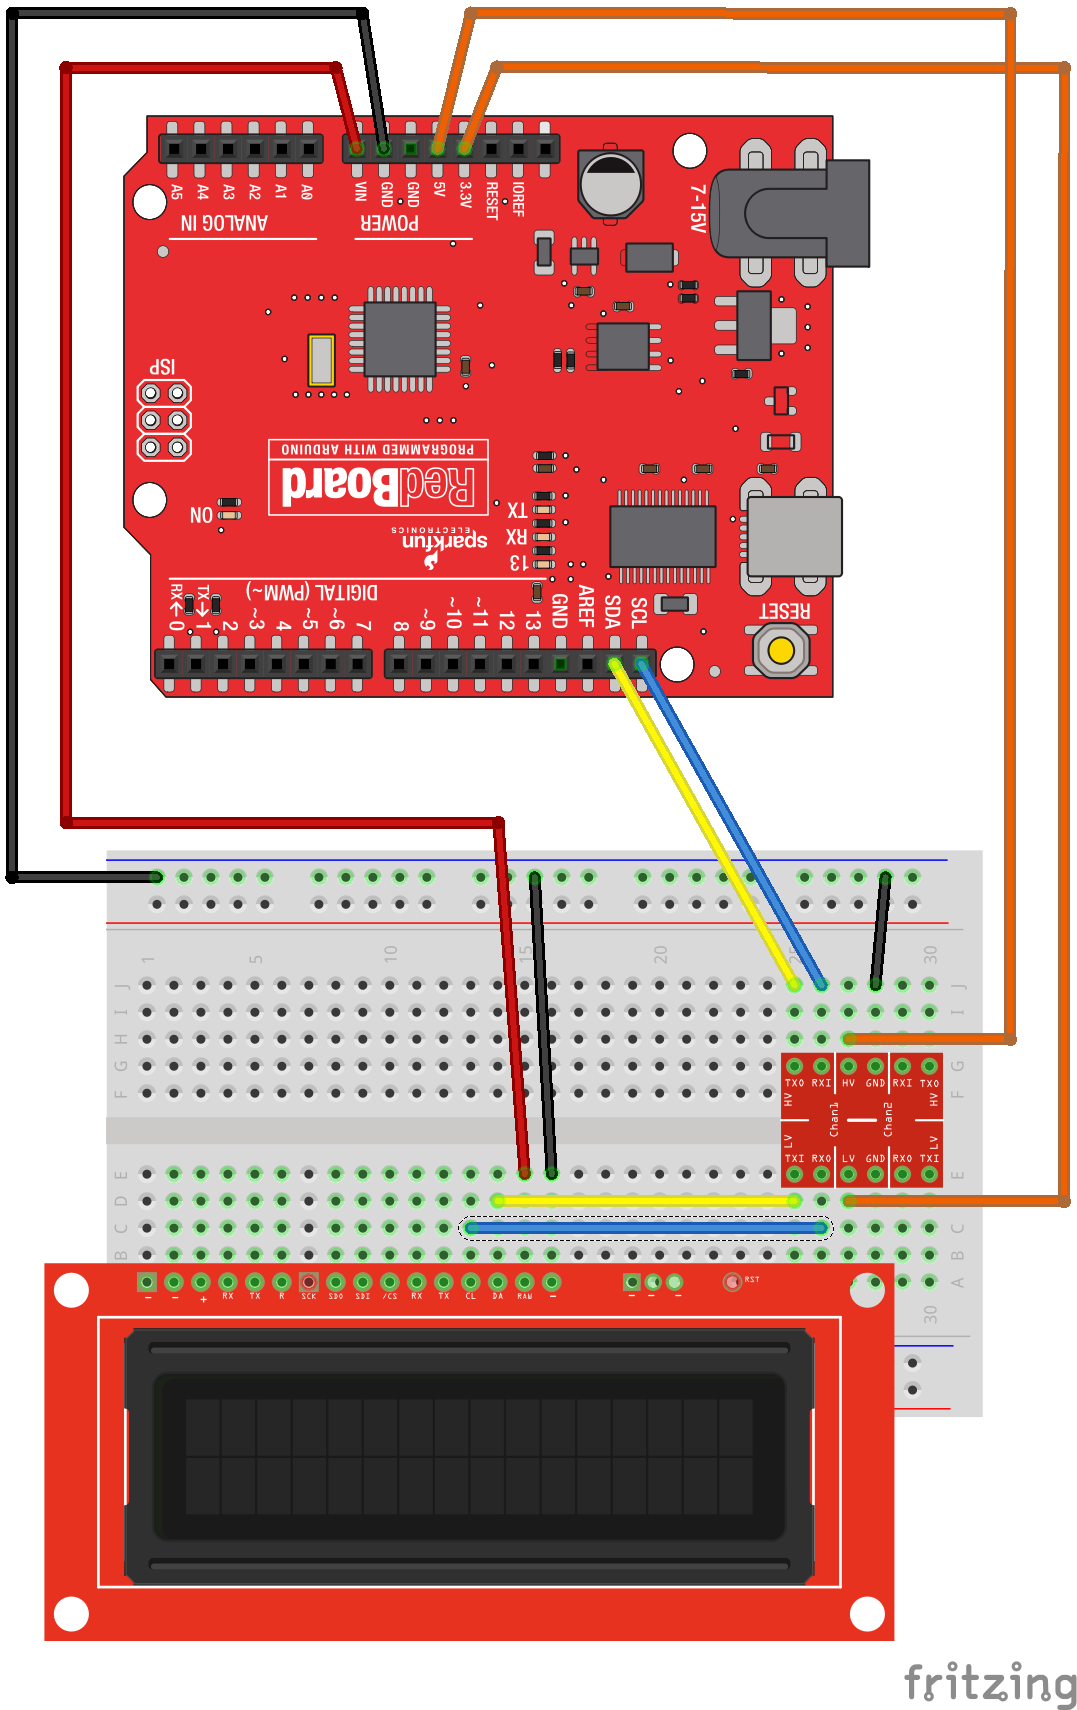 A5 A4 A3 A2 A1 A0
VIN GND GND 5V 3.3V RESET IOREF
ANALOG IN
POWER
7-15V
ISP
PROGRAMMED WITH ARDUINO
RedBoard
sparkfun
ELECTRONICS
ON
TX
RX
13
DIGITAL (PWM~)
RX TX
0 1 2 ~3 4 ~5 ~6 7 8 ~9 ~10 ~11 12 13 GND AREF SDA SCL
RESET
1 5 10 15 20 25 30
J J
I I
H H
G G
F F
TXO RXI HV GND RXI TXO
HV HV
Chan1 Chan2
LV LV
TXI RXO LV GND RXO TXI
E E
D
C C
B B
A
- - + RX TX R SCK SDO SDI /CS RX TX CL DA RAW - - - - RST
30
fritzing